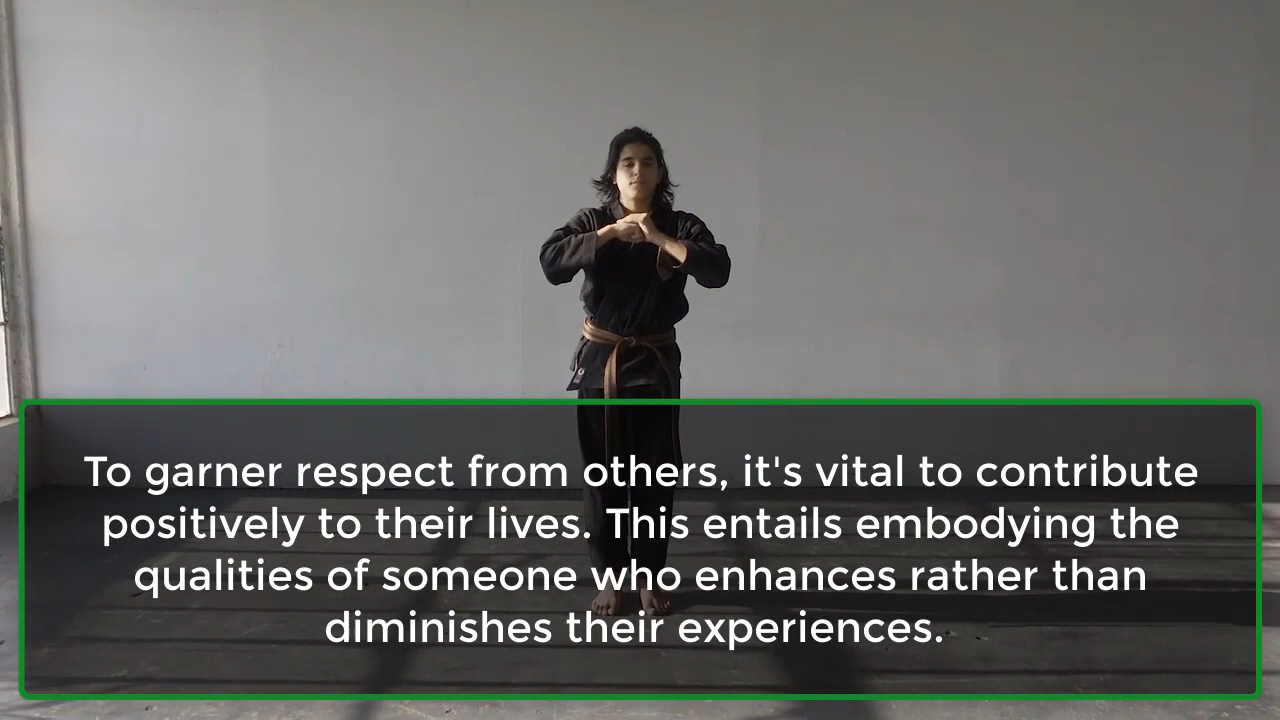 To garner respect from others, it's vital to contribute
positively to their lives. This entails embodying the
qualities of someone who enhances rather than
diminishes their experiences.